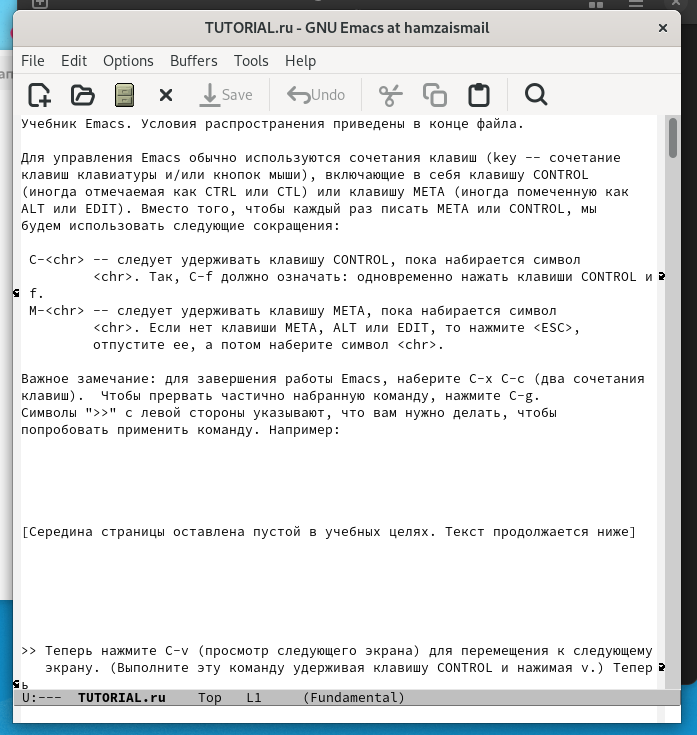 TUTORIAL.ru - GNU Emacs at hamzaismail
File Edit Options Buffers Tools Help
Save Undo
Учебник Emacs. Условия распространения приведены в конце файла.
Для управления Emacs обычно используются сочетания клавиш (key -- сочетание
клавиш клавиатуры и/или кнопок мыши), включающие в себя клавишу CONTROL
(иногда отмечаемая как CTRL или CTL) или клавишу META (иногда помеченную как
ALT или EDIT). Вместо того, чтобы каждый раз писать META или CONTROL, мы
будем использовать следующие сокращения:
C-<chr> -- следует удерживать клавишу CONTROL, пока набирается символ
<chr>. Так, C-f должно означать: одновременно нажать клавиши CONTROL и
f.
M-<chr> -- следует удерживать клавишу META, пока набирается символ
<chr>. Если нет клавиши META, ALT или EDIT, то нажмите <ESC>,
отпустите ее, а потом наберите символ <chr>.
Важное замечание: для завершения работы Emacs, наберите C-x C-c (два сочетания
клавиш). Чтобы прервать частично набранную команду, нажмите C-g.
Символы ">>" с левой стороны указывают, что вам нужно делать, чтобы
попробовать применить команду. Например:
[Середина страницы оставлена пустой в учебных целях. Текст продолжается ниже]
>> Теперь нажмите C-v (просмотр следующего экрана) для перемещения к следующему
экрану. (Выполните эту команду удерживая клавишу CONTROL и нажимая v.) Тепер
ь
U:--- TUTORIAL.ru Top L1 (Fundamental)